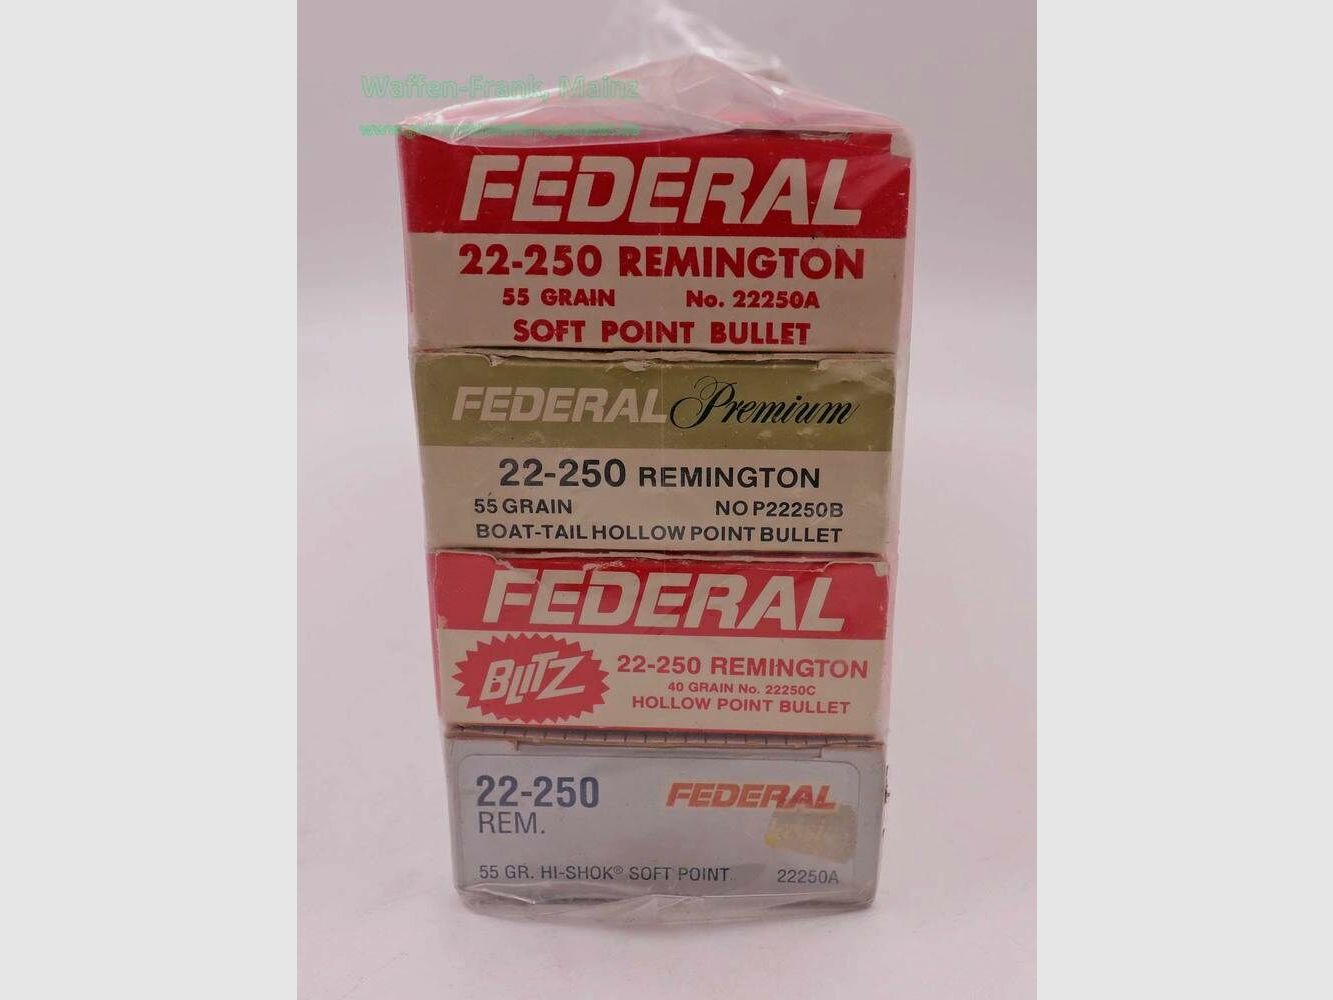 Waffen-Frank, Mainz
FEDERAL
22-250 REMINGTON
55 GRAIN No. 22250A
SOFT POINT BULLET
FEDERAL Premium
22-250 REMINGTON
55 GRAIN NO P22250B
BOAT-TAIL HOLLOW POINT BULLET
FEDERAL
BLITZ
22-250 REMINGTON
40 GRAIN No. 22250C
HOLLOW POINT BULLET
22-250 FEDERAL
REM.
55 GR. HI-SHOK® SOFT POINT 22250A